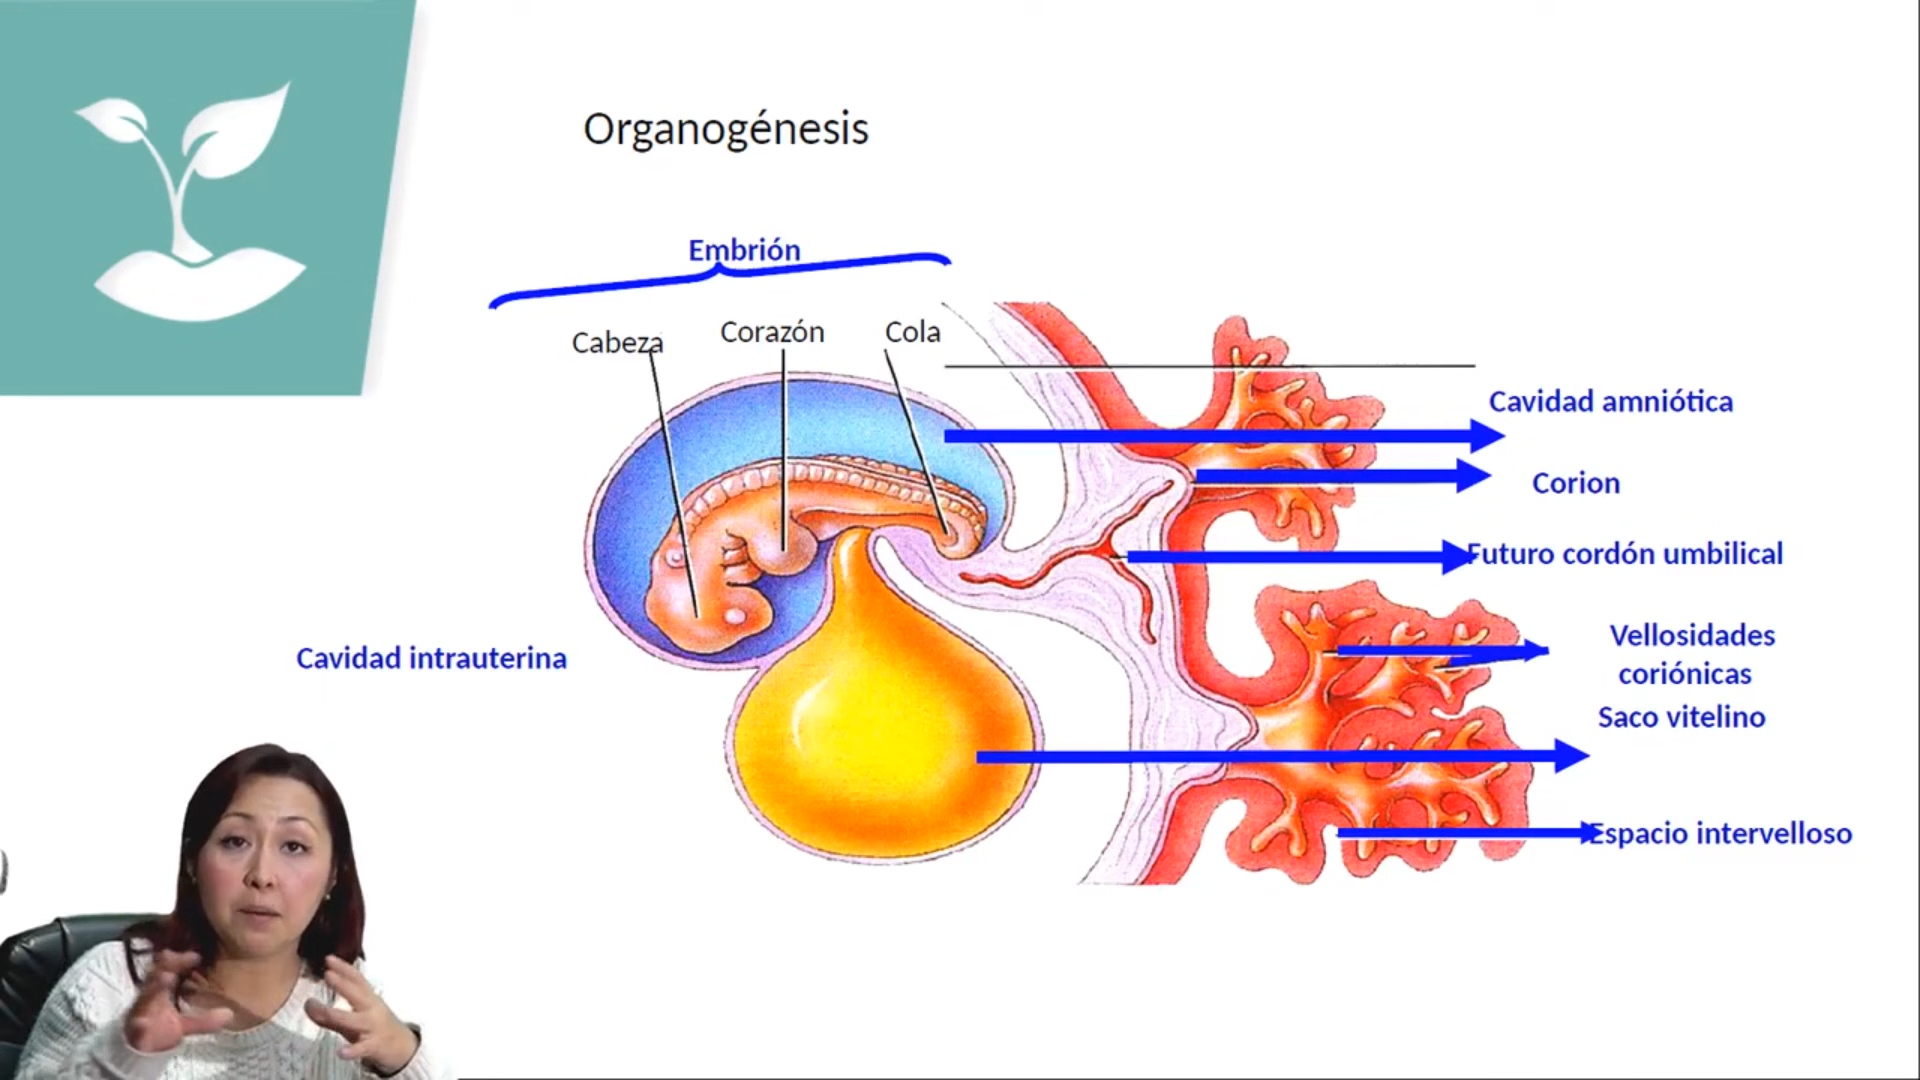 Organogénesis
Embrión
Cabeza
Corazón
Cola
Cavidad amniótica
Corion
Futuro cordón umbilical
Cavidad intrauterina
Vellosidades
coriónicas
Saco vitelino
Espacio intervelloso